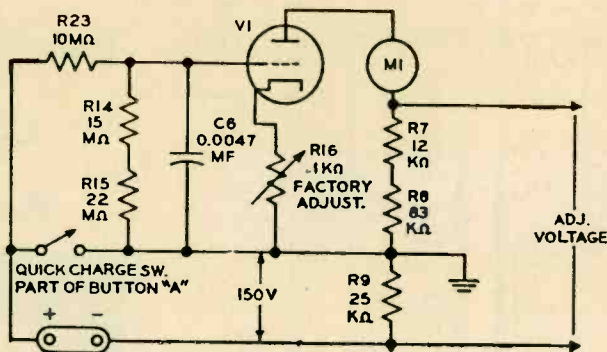 R23
10MΩ
V1
M1
R14
15
MΩ
C6
0.0047
MF
R16
.1KΩ
FACTORY
ADJUST.
R7
12
KΩ
R15
22
MΩ
R8
83
KΩ
ADJ.
VOLTAGE
QUICK CHARGE SW.
PART OF BUTTON "A"
150V
R9
25
KΩ
+ -